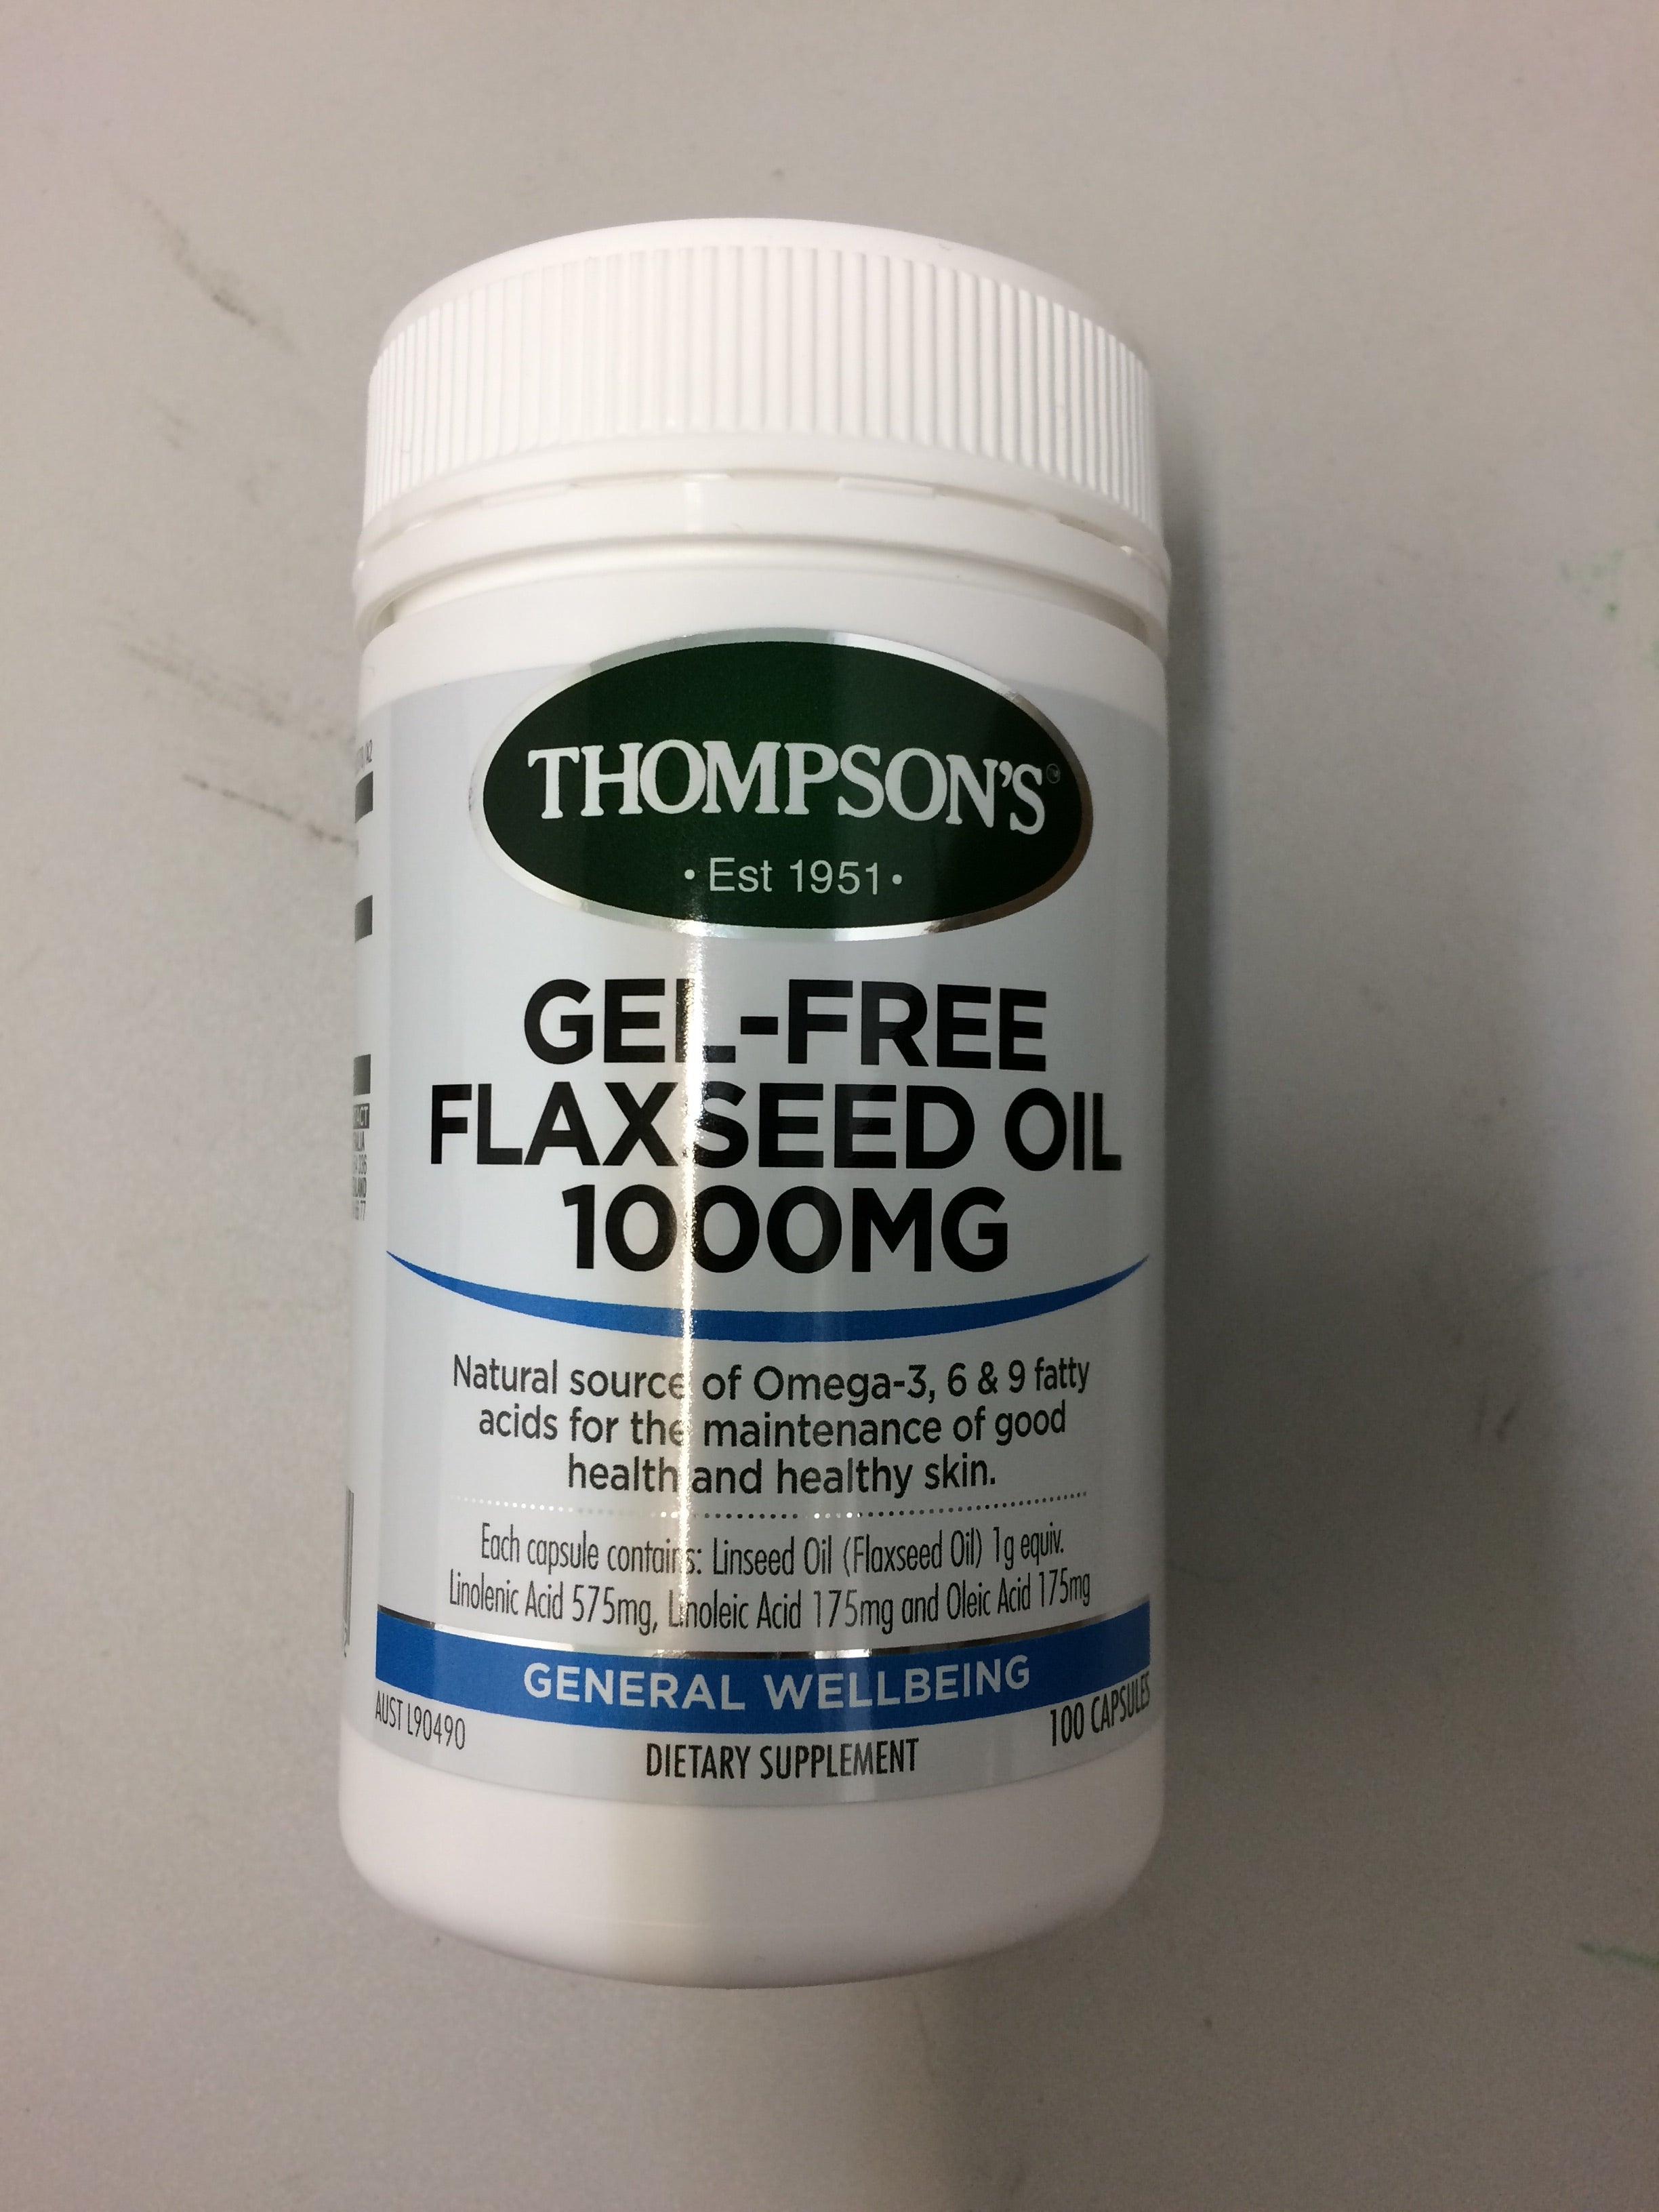 THOMPSON'S
• Est 1951 •
GEL-FREE
FLAXSEED OIL
1000MG
Natural source of Omega-3, 6 & 9 fatty
acids for the maintenance of good
health and healthy skin.
Each capsule contains: Linseed Oil (Flaxseed Oil) 1g equiv.
Linolenic Acid 575mg, Linoleic Acid 175mg and Oleic Acid 175mg
GENERAL WELLBEING
AUST L90490
100 CAPSULES
DIETARY SUPPLEMENT